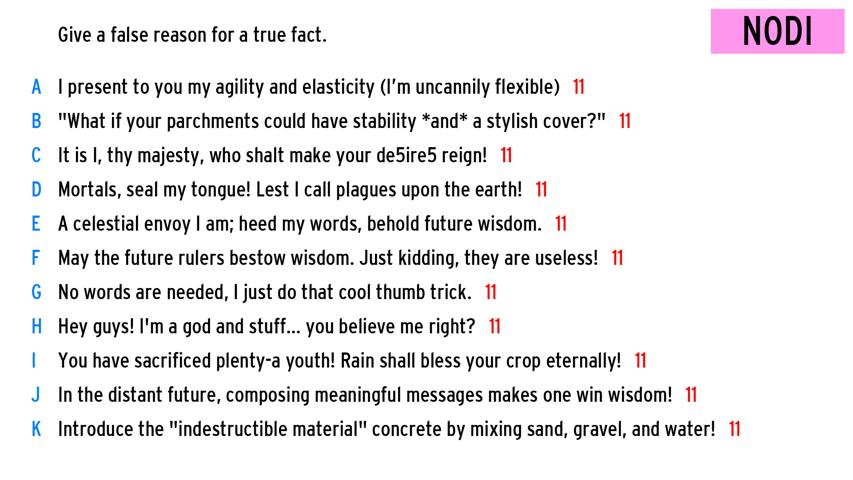 Give a false reason for a true fact.
NODI
A I present to you my agility and elasticity (I'm uncannily flexible) 11
B "What if your parchments could have stability *and* a stylish cover?" 11
C It is I, thy majesty, who shalt make your de5ire5 reign! 11
D Mortals, seal my tongue! Lest I call plagues upon the earth! 11
E A celestial envoy I am; heed my words, behold future wisdom. 11
F May the future rulers bestow wisdom. Just kidding, they are useless! 11
G No words are needed, I just do that cool thumb trick. 11
H Hey guys! I'm a god and stuff... you believe me right? 11
I You have sacrificed plenty-a youth! Rain shall bless your crop eternally! 11
J In the distant future, composing meaningful messages makes one win wisdom! 11
K Introduce the "indestructible material" concrete by mixing sand, gravel, and water! 11